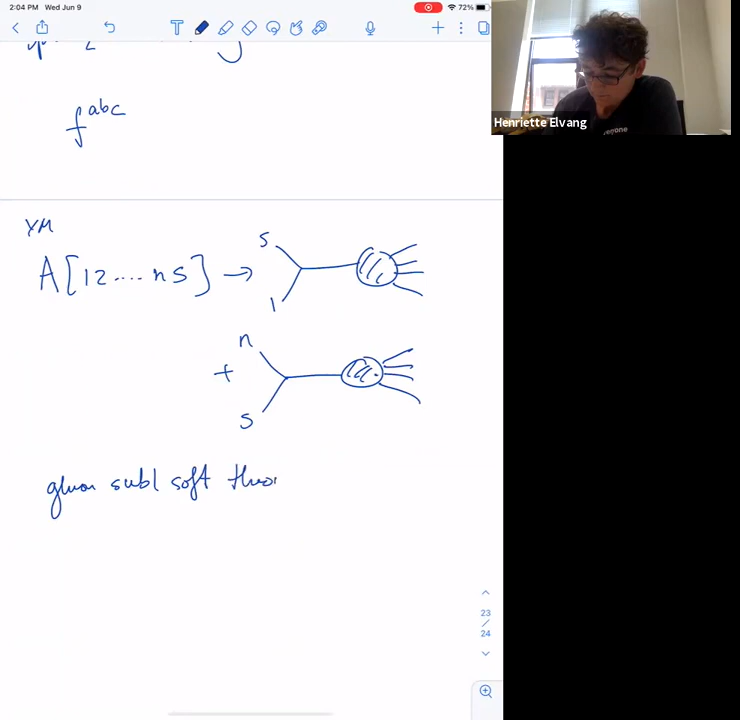 2:04 PM Wed Jun 9
72%
T
Henriette Elvang
f^abc
YM
A[12....ns] →
s
1
n
+
s
gluon subl soft theor
23
/
24